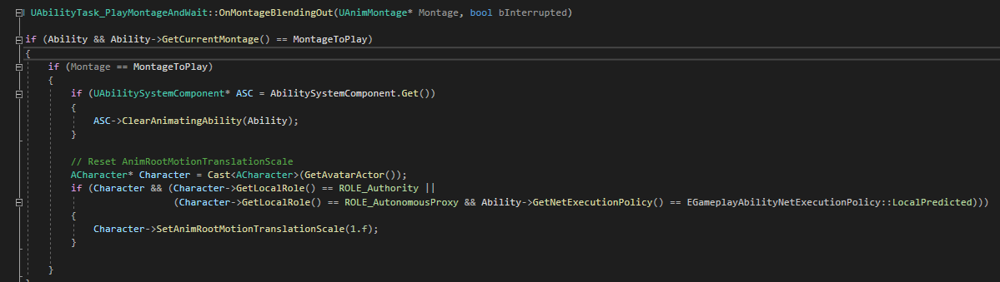 UAbilityTask_PlayMontageAndWait::OnMontageBlendingOut(UAnimMontage* Montage, bool bInterrupted)
if (Ability && Ability->GetCurrentMontage() == MontageToPlay)
{
if (Montage == MontageToPlay)
{
if (UAbilitySystemComponent* ASC = AbilitySystemComponent.Get())
{
ASC->ClearAnimatingAbility(Ability);
}
// Reset AnimRootMotionTranslationScale
ACharacter* Character = Cast<ACharacter>(GetAvatarActor());
if (Character && (Character->GetLocalRole() == ROLE_Authority ||
(Character->GetLocalRole() == ROLE_AutonomousProxy && Ability->GetNetExecutionPolicy() == EGameplayAbilityNetExecutionPolicy::LocalPredicted)))
{
Character->SetAnimRootMotionTranslationScale(1.f);
}
}